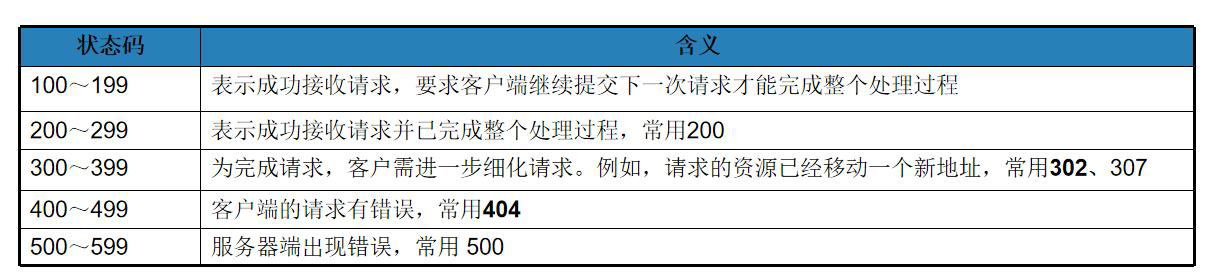 状态码 含义
100～199 表示成功接收请求，要求客户端继续提交下一次请求才能完成整个处理过程
200～299 表示成功接收请求并已完成整个处理过程，常用200
300～399 为完成请求，客户需进一步细化请求。例如，请求的资源已经移动一个新地址，常用302、307
400～499 客户端的请求有错误，常用404
500～599 服务器端出现错误，常用 500